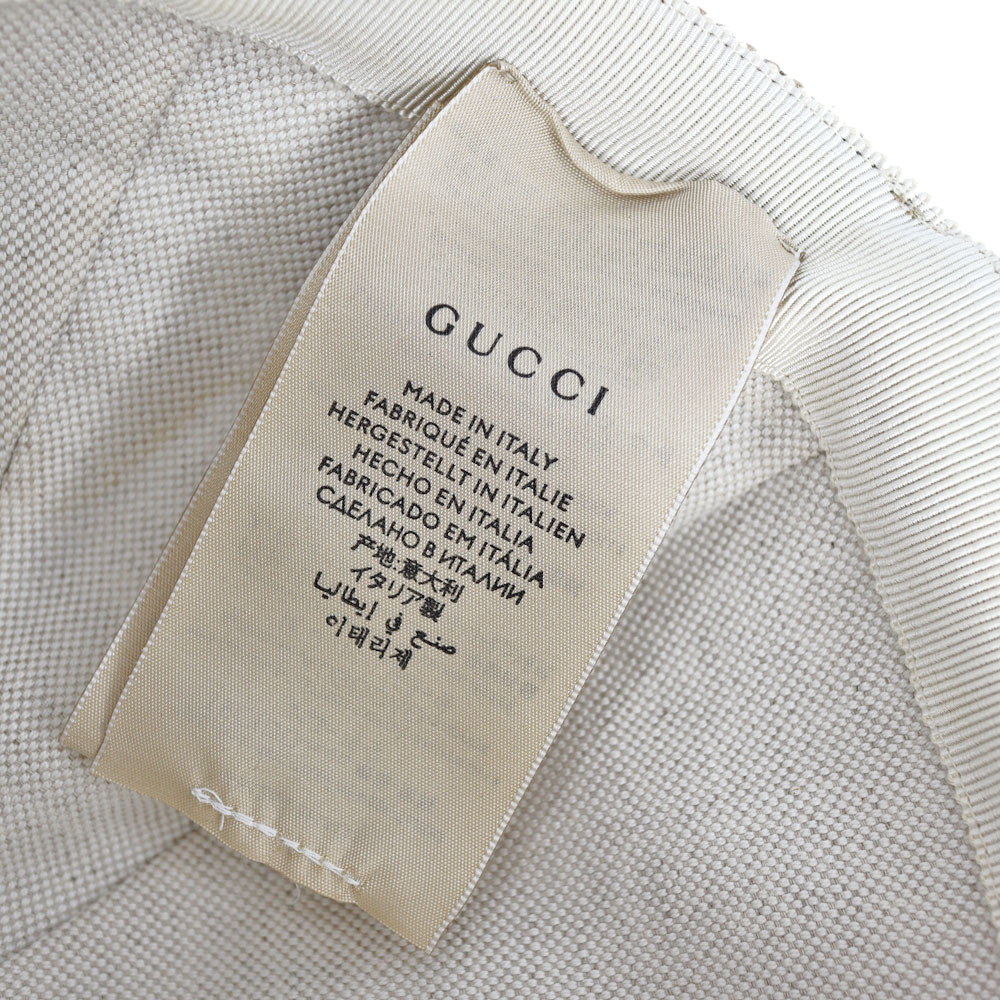 GUCCI
MADE IN ITALY
FABRIQUÉ EN ITALIE
HERGESTELLT IN ITALIEN
HECHO EN ITALIA
FABRICADO EM ITÁLIA
СДЕЛАНО В ИТАЛИИ
产地:意大利
イタリア製
صنع في إيطاليا
이태리제